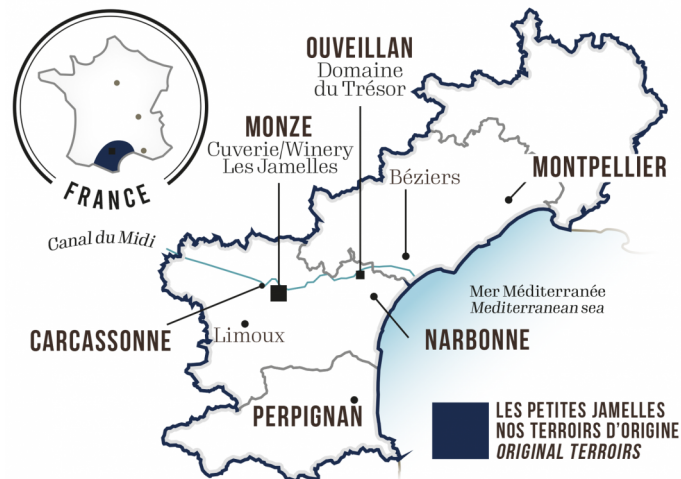 OUVEILLAN
Domaine
du Trésor
MONZE
Cuverie/Winery
Les Jamelles
Béziers
MONTPELLIER
FRANCE
Canal du Midi
Mer Méditerranée
Mediterranean sea
CARCASSONNE
Limoux
NARBONNE
PERPIGNAN
LES PETITES JAMELLES
NOS TERROIRS D'ORIGINE
ORIGINAL TERROIRS